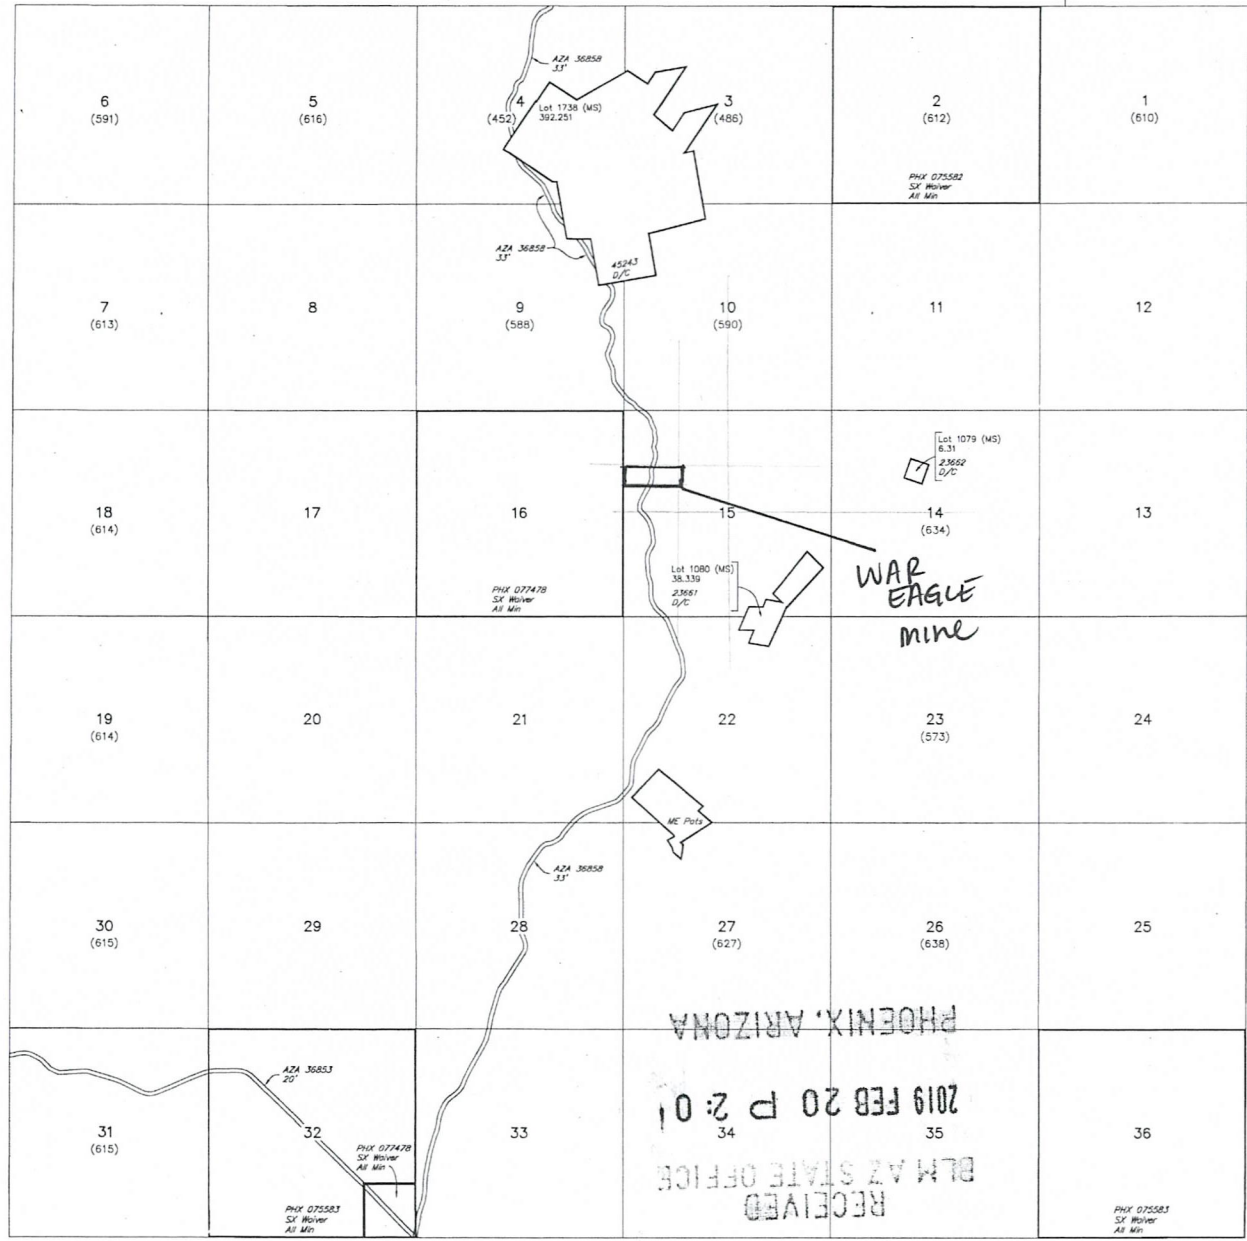 6
(591)
5
(616)
AZA 36858
33'
4
(452)
Lot 1738 (MS)
392.251
3
(486)
2
(612)
PHX 075582
SX Waiver
All Min
1
(610)
7
(613)
8
AZA 36858
33'
9
(588)
45243
D/C
10
(590)
11
12
18
(614)
17
16
PHX 077478
SX Waiver
All Min
15
Lot 1080 (MS)
38.339
23661
D/C
Lot 1079 (MS)
6.31
23662
D/C
14
(634)
WAR
EAGLE
mine
13
19
(614)
20
21
22
ME Pats
23
(573)
24
30
(615)
29
AZA 36858
33'
28
27
(627)
26
(638)
25
31
(615)
AZA 36853
20'
32
PHX 077478
SX Waiver
All Min
PHX 075583
SX Waiver
All Min
33
34
35
36
PHX 075583
SX Waiver
All Min
RECEIVED
BLM AZ STATE OFFICE
2019 FEB 20 P 2:01
PHOENIX, ARIZONA